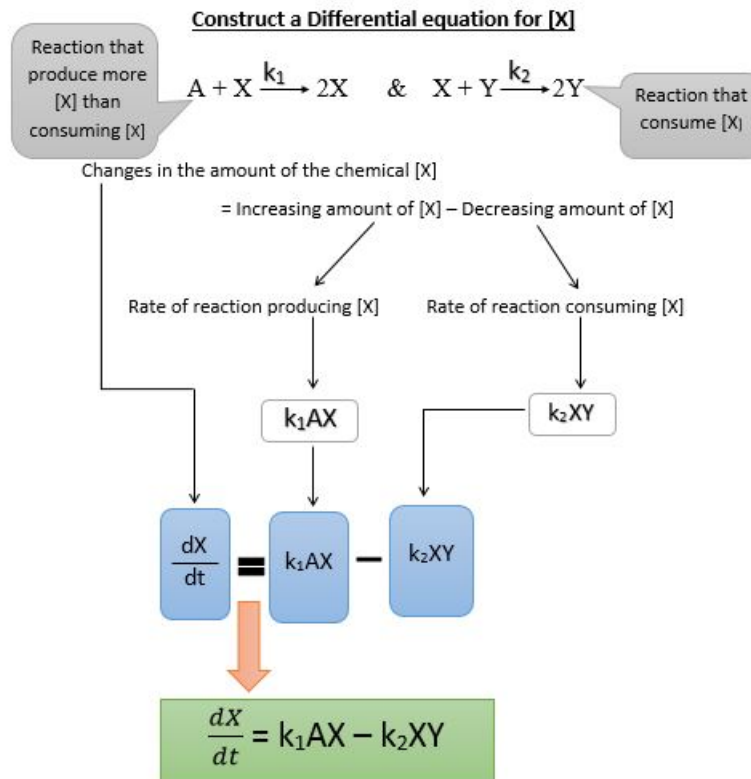 Construct a Differential equation for [X]
Reaction that
produce more
[X] than
consuming [X]
A + X k₁→ 2X & X + Y k₂→ 2Y
Reaction that
consume [X]
Changes in the amount of the chemical [X]
= Increasing amount of [X] – Decreasing amount of [X]
Rate of reaction producing [X]
Rate of reaction consuming [X]
k₁AX
k₂XY
dX/dt = k₁AX – k₂XY
dX/dt = k₁AX – k₂XY